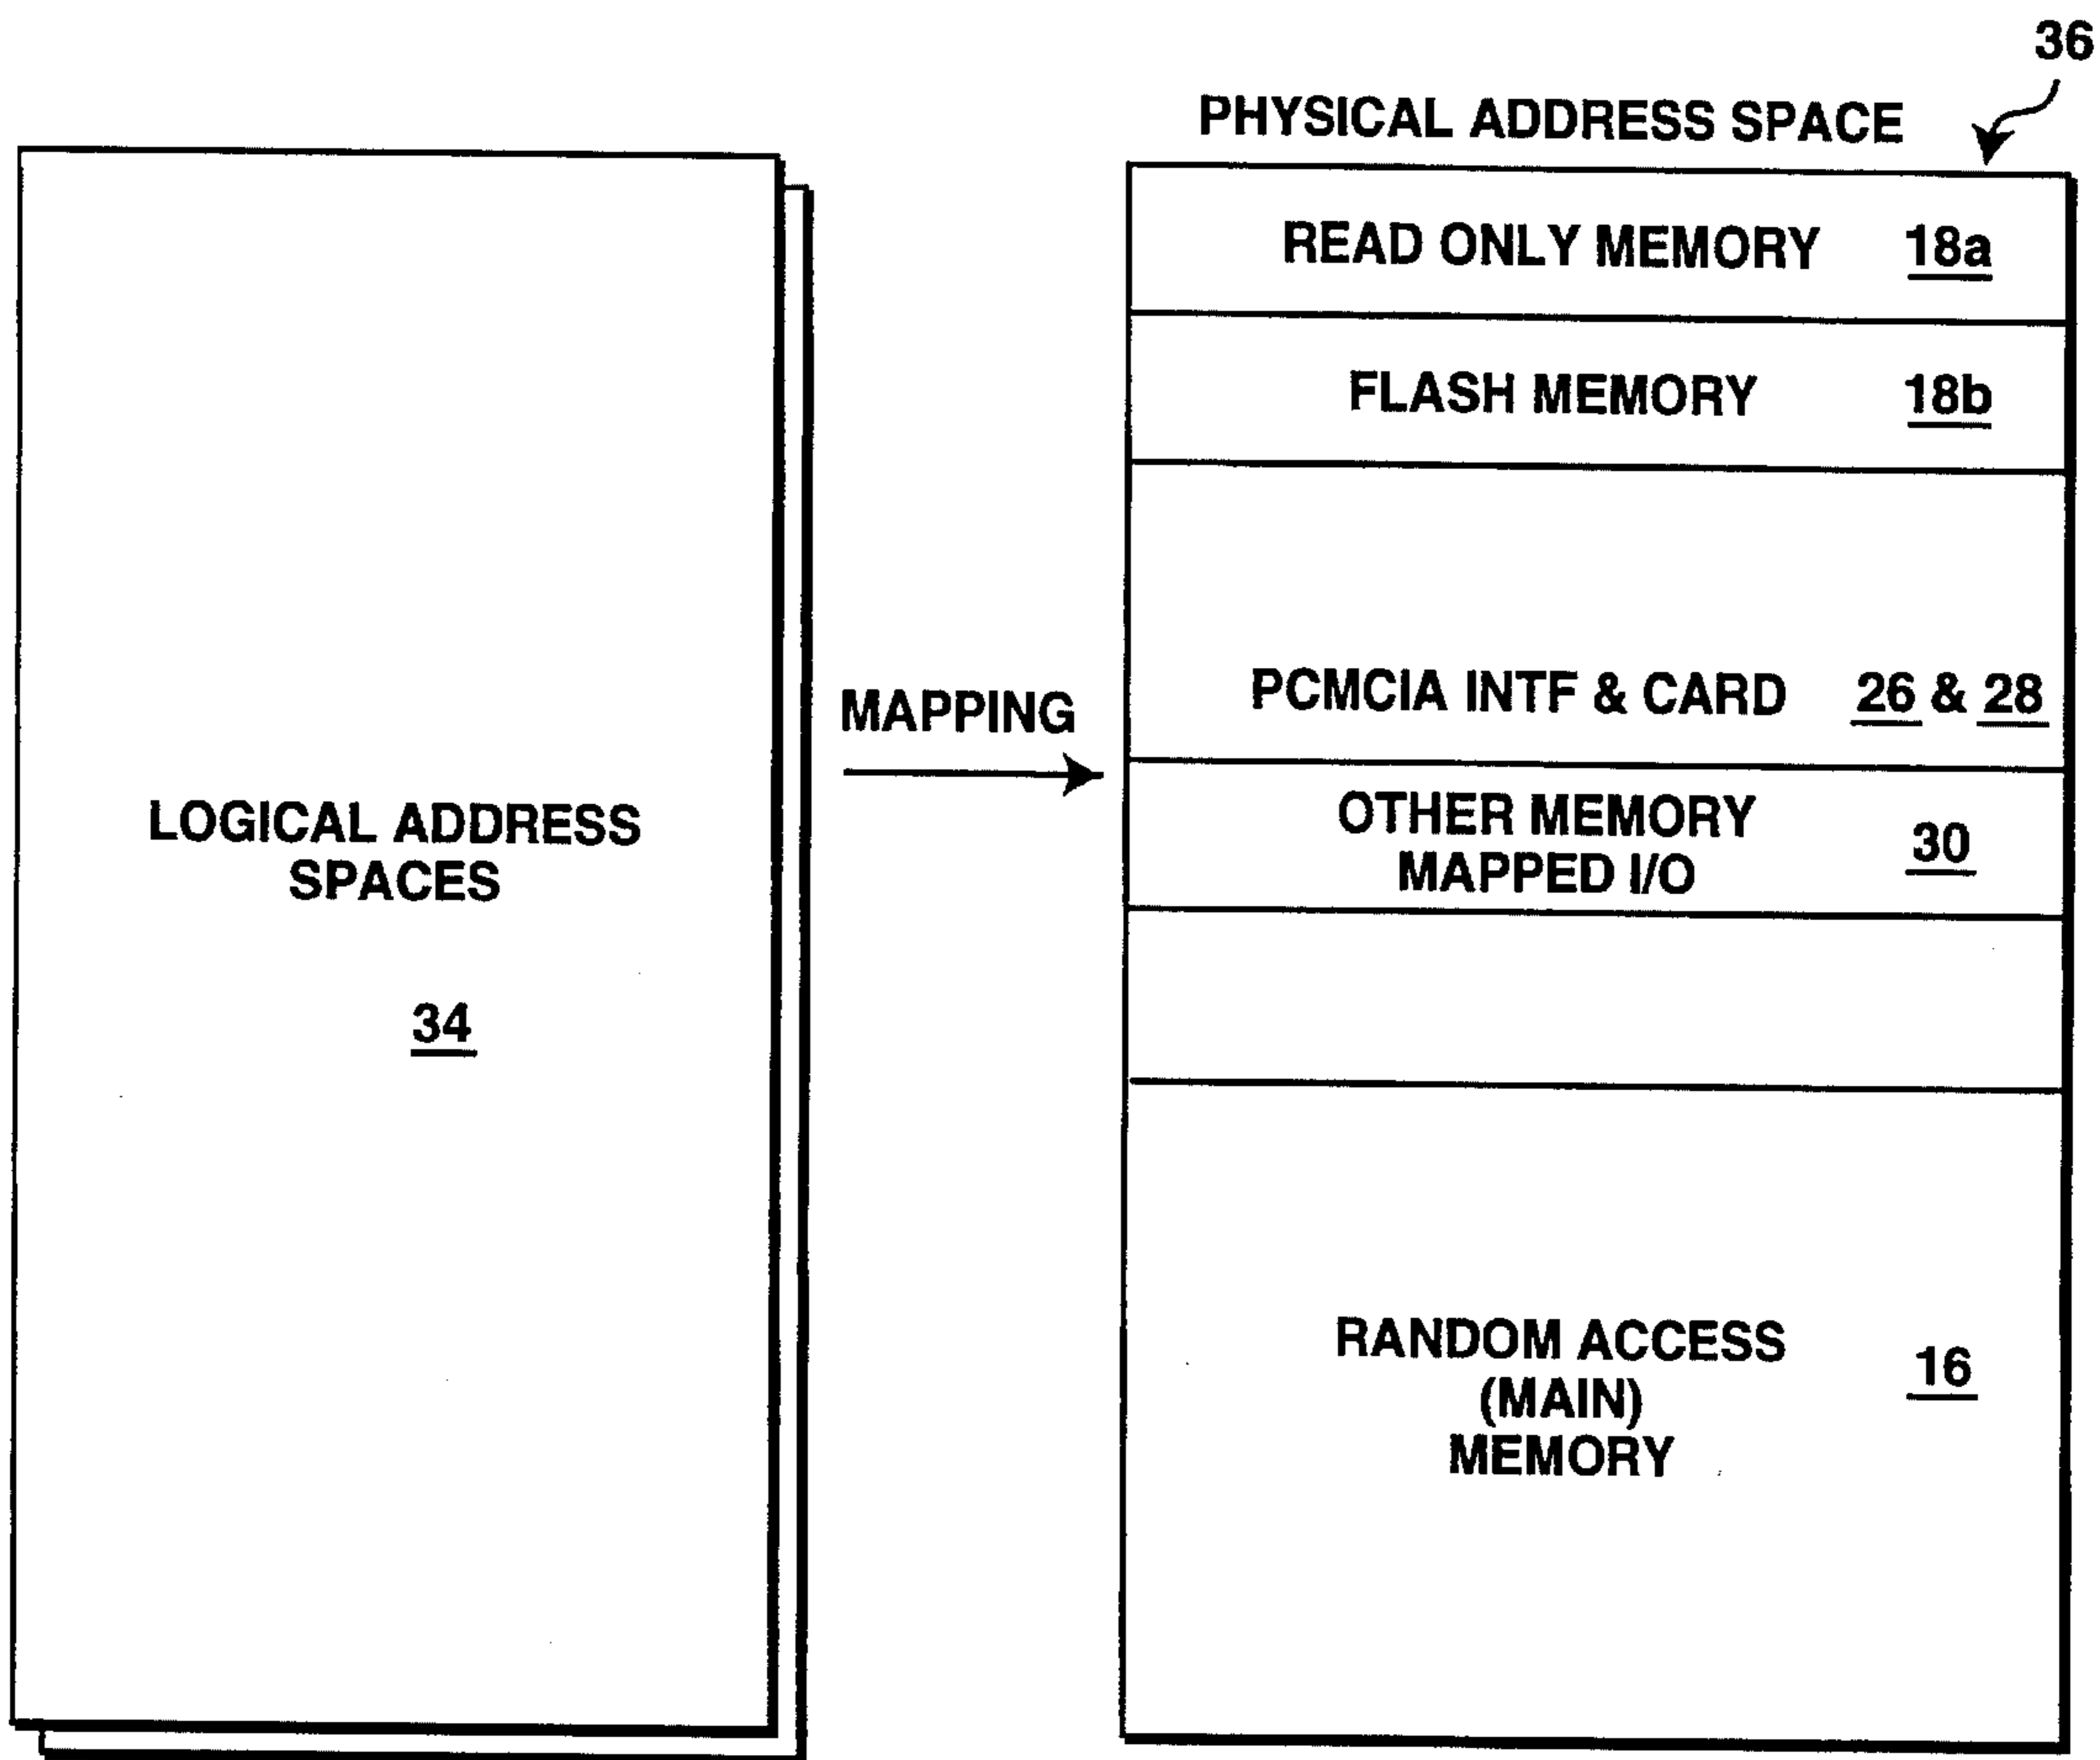 36
PHYSICAL ADDRESS SPACE
READ ONLY MEMORY 18a
FLASH MEMORY 18b
PCMCIA INTF & CARD 26 & 28
MAPPING
OTHER MEMORY
MAPPED I/O
30
LOGICAL ADDRESS
SPACES
34
RANDOM ACCESS
(MAIN)
MEMORY
16